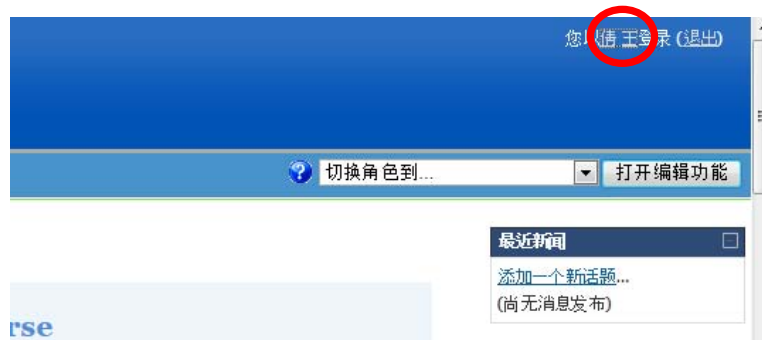 您以倩 王登录 (退出)
切换角色到...
打开编辑功能
最近新闻
添加一个新话题...
(尚无消息发布)
rse